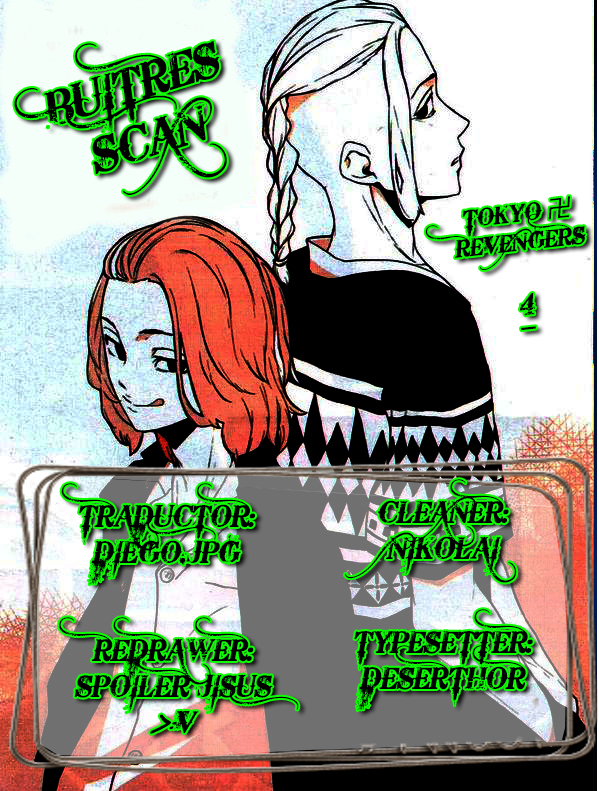 RUITRES
SCAN
TOKYO 卍
REVENGERS
4
TRADUCTOR:
DIEGO.JPG
CLEANER:
NIKOLAI
REDRAWER:
SPOILER JISUS
>:V
TYPESETTER:
DESERTHOR